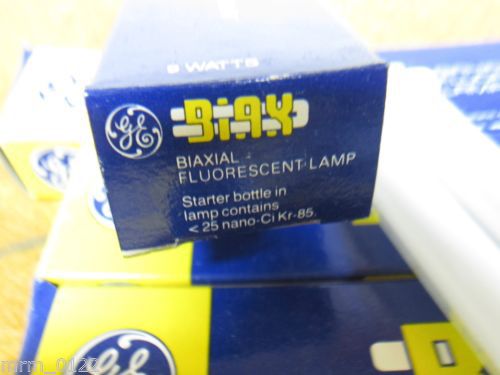 9 WATTS
GE
BIAX
BIAXIAL
FLUORESCENT LAMP
Starter bottle in
lamp contains
< 25 nano-Ci Kr-85.
GE
mrm_0127